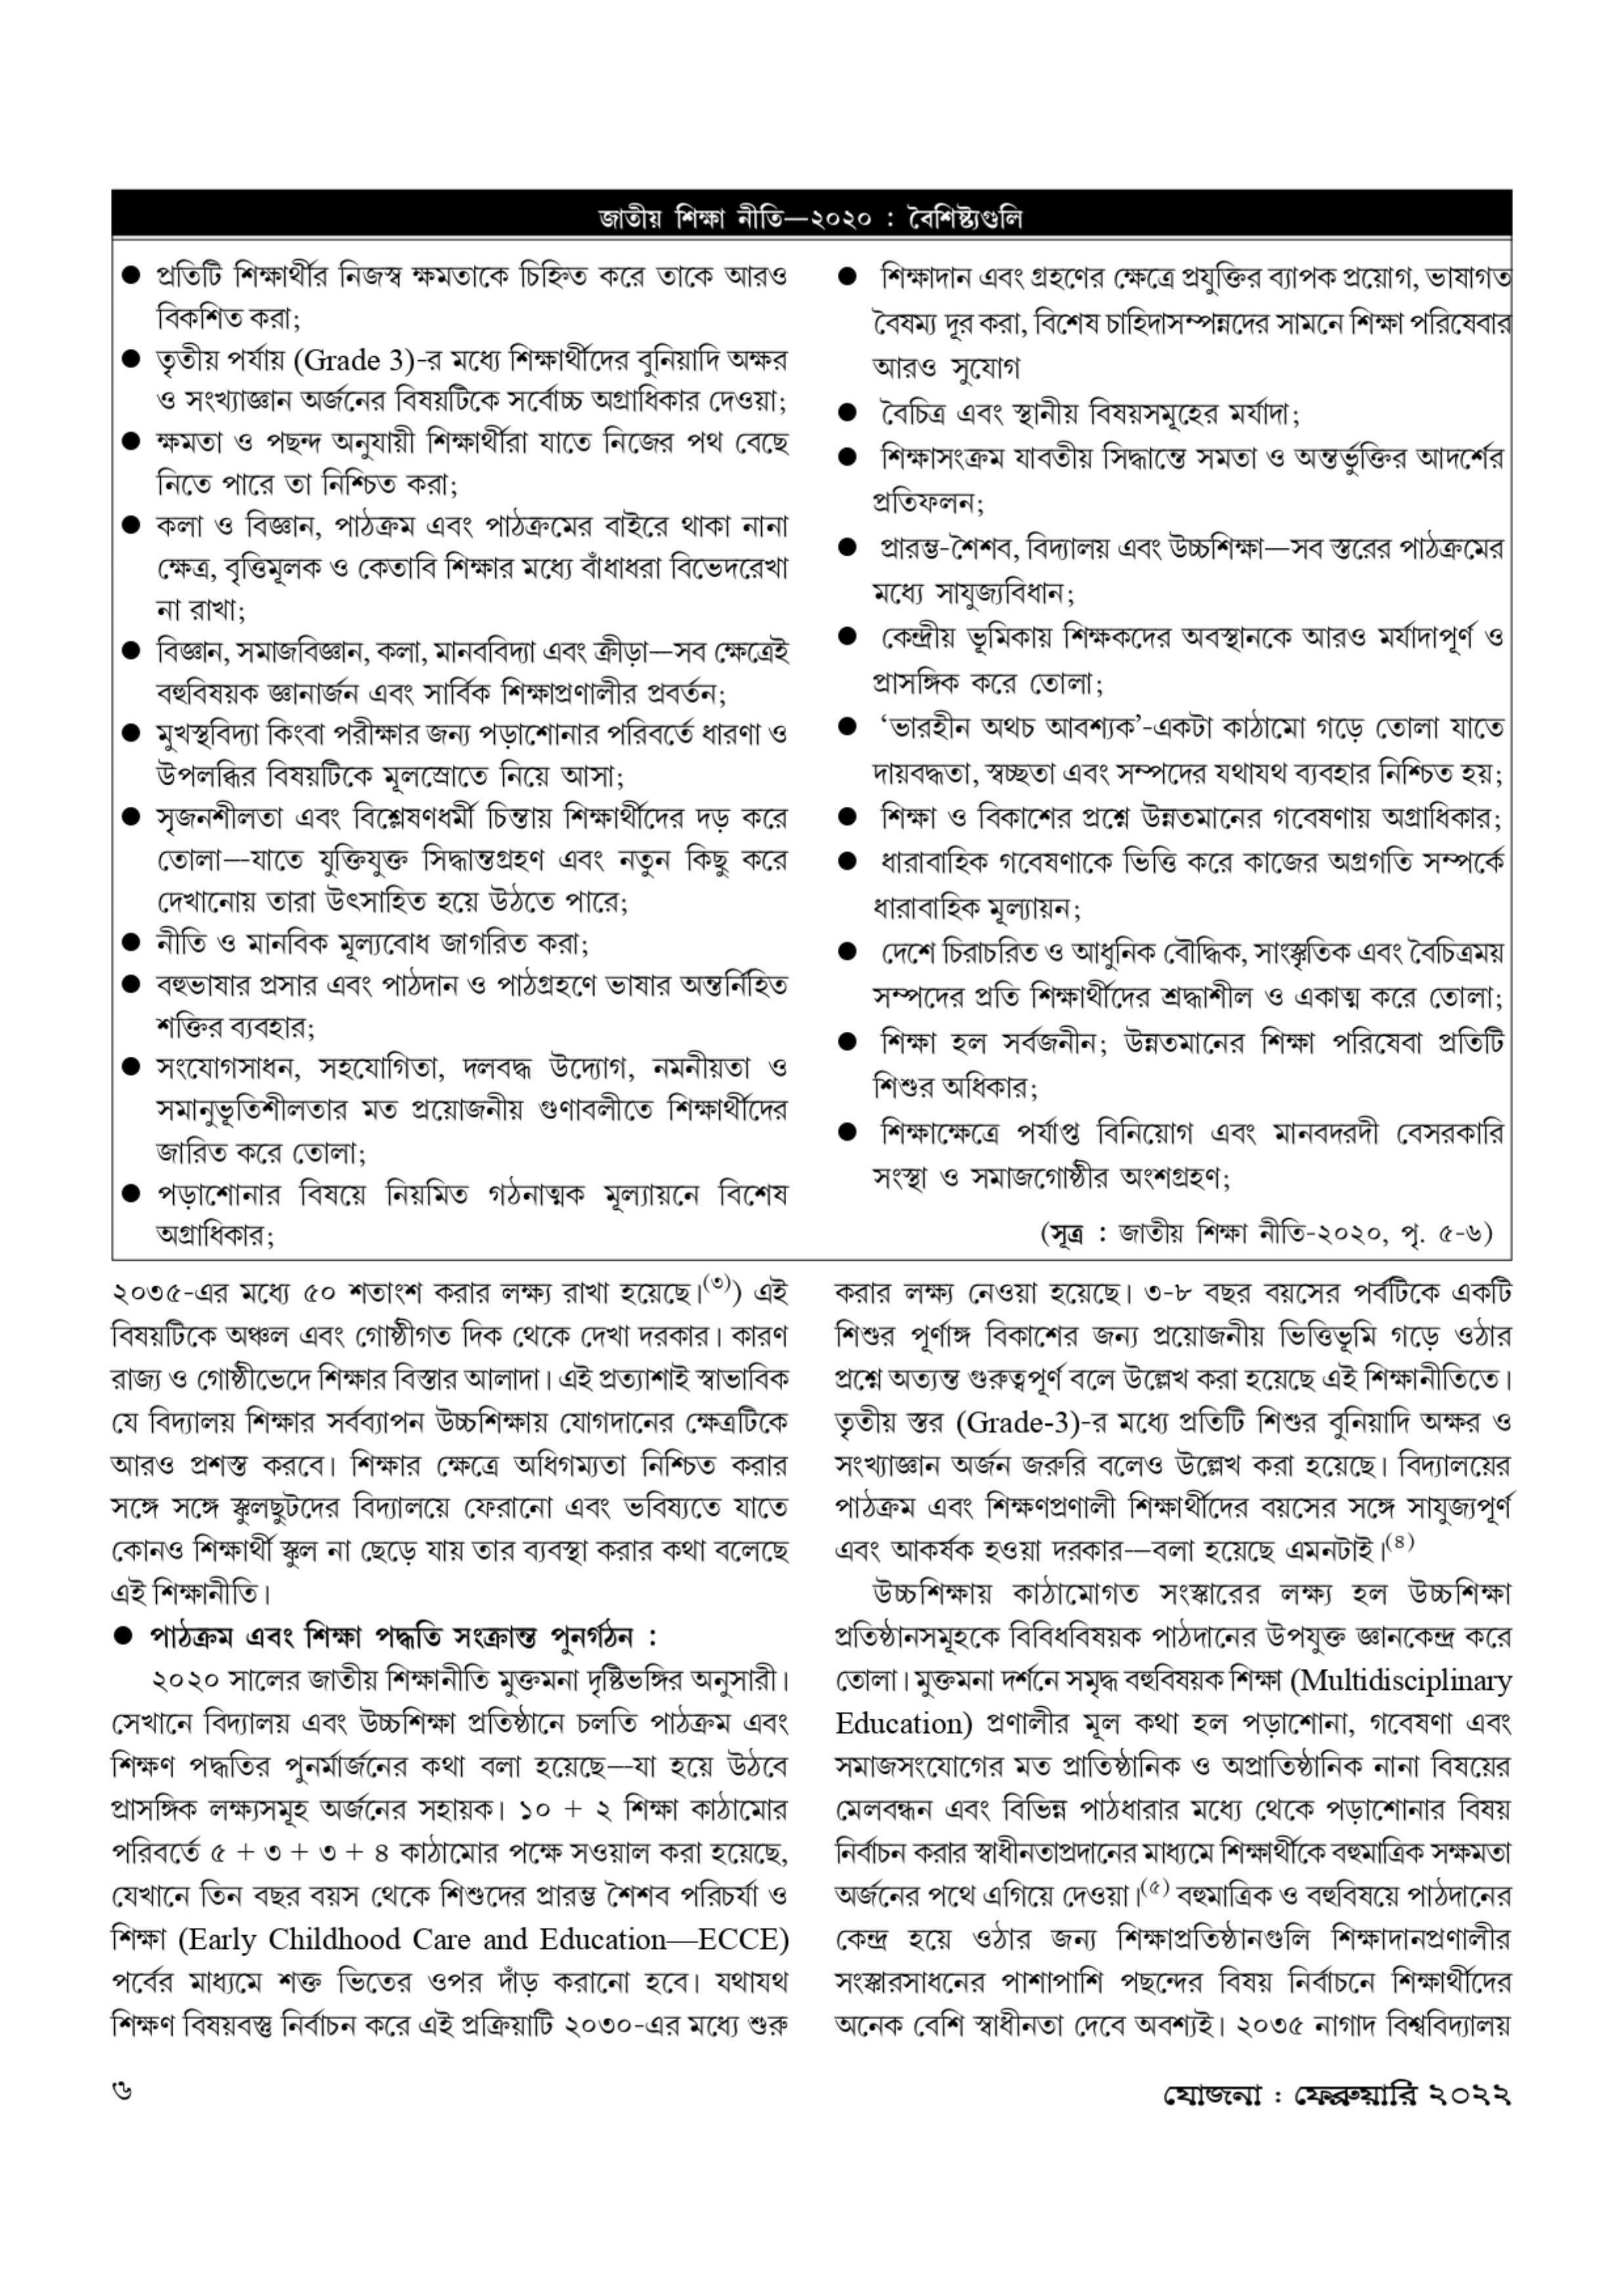 জাতীয় শিক্ষা নীতি—২০২০ : বৈশিষ্ট্যগুলি
● প্রতিটি শিক্ষার্থীর নিজস্ব ক্ষমতাকে চিহ্নিত করে তাকে আরও
বিকশিত করা;
● তৃতীয় পর্যায় (Grade 3)-র মধ্যে শিক্ষার্থীদের বুনিয়াদি অক্ষর
ও সংখ্যাজ্ঞান অর্জনের বিষয়টিকে সর্বোচ্চ অগ্রাধিকার দেওয়া;
● ক্ষমতা ও পছন্দ অনুযায়ী শিক্ষার্থীরা যাতে নিজের পথ বেছে
নিতে পারে তা নিশ্চিত করা;
● কলা ও বিজ্ঞান, পাঠক্রম এবং পাঠক্রমের বাইরে থাকা নানা
ক্ষেত্র, বৃত্তিমূলক ও কেতাবি শিক্ষার মধ্যে বাঁধাধরা বিভেদরেখা
না রাখা;
● বিজ্ঞান, সমাজবিজ্ঞান, কলা, মানববিদ্যা এবং ক্রীড়া—সব ক্ষেত্রেই
বহুবিষয়ক জ্ঞানার্জন এবং সার্বিক শিক্ষাপ্রণালীর প্রবর্তন;
● মুখস্থবিদ্যা কিংবা পরীক্ষার জন্য পড়াশোনার পরিবর্তে ধারণা ও
উপলব্ধির বিষয়টিকে মূলস্রোতে নিয়ে আসা;
● সৃজনশীলতা এবং বিশ্লেষণধর্মী চিন্তায় শিক্ষার্থীদের দড় করে
তোলা—যাতে যুক্তিযুক্ত সিদ্ধান্তগ্রহণ এবং নতুন কিছু করে
দেখানোয় তারা উৎসাহিত হয়ে উঠতে পারে;
● নীতি ও মানবিক মূল্যবোধ জাগরিত করা;
● বহুভাষার প্রসার এবং পাঠদান ও পাঠগ্রহণে ভাষার অন্তর্নিহিত
শক্তির ব্যবহার;
● সংযোগসাধন, সহযোগিতা, দলবদ্ধ উদ্যোগ, নমনীয়তা ও
সমানুভূতিশীলতার মত প্রয়োজনীয় গুণাবলীতে শিক্ষার্থীদের
জারিত করে তোলা;
● পড়াশোনার বিষয়ে নিয়মিত গঠনাত্মক মূল্যায়নে বিশেষ
অগ্রাধিকার;
● শিক্ষাদান এবং গ্রহণের ক্ষেত্রে প্রযুক্তির ব্যাপক প্রয়োগ, ভাষাগত
বৈষম্য দূর করা, বিশেষ চাহিদাসম্পন্নদের সামনে শিক্ষা পরিষেবার
আরও সুযোগ
● বৈচিত্র এবং স্থানীয় বিষয়সমূহের মর্যাদা;
● শিক্ষাসংক্রম যাবতীয় সিদ্ধান্তে সমতা ও অন্তর্ভুক্তির আদর্শের
প্রতিফলন;
● প্রারম্ভ-শৈশব, বিদ্যালয় এবং উচ্চশিক্ষা—সব স্তরের পাঠক্রমের
মধ্যে সাযুজ্যবিধান;
● কেন্দ্রীয় ভূমিকায় শিক্ষকদের অবস্থানকে আরও মর্যাদাপূর্ণ ও
প্রাসঙ্গিক করে তোলা;
● ‘ভারহীন অথচ আবশ্যক’-একটা কাঠামো গড়ে তোলা যাতে
দায়বদ্ধতা, স্বচ্ছতা এবং সম্পদের যথাযথ ব্যবহার নিশ্চিত হয়;
● শিক্ষা ও বিকাশের প্রশ্নে উন্নতমানের গবেষণায় অগ্রাধিকার;
● ধারাবাহিক গবেষণাকে ভিত্তি করে কাজের অগ্রগতি সম্পর্কে
ধারাবাহিক মূল্যায়ন;
● দেশে চিরাচরিত ও আধুনিক বৌদ্ধিক, সাংস্কৃতিক এবং বৈচিত্রময়
সম্পদের প্রতি শিক্ষার্থীদের শ্রদ্ধাশীল ও একাত্ম করে তোলা;
● শিক্ষা হল সর্বজনীন; উন্নতমানের শিক্ষা পরিষেবা প্রতিটি
শিশুর অধিকার;
● শিক্ষাক্ষেত্রে পর্যাপ্ত বিনিয়োগ এবং মানবদরদী বেসরকারি
সংস্থা ও সমাজগোষ্ঠীর অংশগ্রহণ;
(সূত্র : জাতীয় শিক্ষা নীতি-২০২০, পৃ. ৫-৬)
২০৩৫-এর মধ্যে ৫০ শতাংশ করার লক্ষ্য রাখা হয়েছে।(৩)) এই
বিষয়টিকে অঞ্চল এবং গোষ্ঠীগত দিক থেকে দেখা দরকার। কারণ
রাজ্য ও গোষ্ঠীভেদে শিক্ষার বিস্তার আলাদা। এই প্রত্যাশাই স্বাভাবিক
যে বিদ্যালয় শিক্ষার সর্বব্যাপন উচ্চশিক্ষায় যোগদানের ক্ষেত্রটিকে
আরও প্রশস্ত করবে। শিক্ষার ক্ষেত্রে অধিগম্যতা নিশ্চিত করার
সঙ্গে সঙ্গে স্কুলছুটদের বিদ্যালয়ে ফেরানো এবং ভবিষ্যতে যাতে
কোনও শিক্ষার্থী স্কুল না ছেড়ে যায় তার ব্যবস্থা করার কথা বলেছে
এই শিক্ষানীতি।
● পাঠক্রম এবং শিক্ষা পদ্ধতি সংক্রান্ত পুনর্গঠন :
২০২০ সালের জাতীয় শিক্ষানীতি মুক্তমনা দৃষ্টিভঙ্গির অনুসারী।
সেখানে বিদ্যালয় এবং উচ্চশিক্ষা প্রতিষ্ঠানে চলতি পাঠক্রম এবং
শিক্ষণ পদ্ধতির পুনর্মার্জনের কথা বলা হয়েছে—যা হয়ে উঠবে
প্রাসঙ্গিক লক্ষ্যসমূহ অর্জনের সহায়ক। ১০ + ২ শিক্ষা কাঠামোর
পরিবর্তে ৫ + ৩ + ৩ + ৪ কাঠামোর পক্ষে সওয়াল করা হয়েছে,
যেখানে তিন বছর বয়স থেকে শিশুদের প্রারম্ভ শৈশব পরিচর্যা ও
শিক্ষা (Early Childhood Care and Education—ECCE)
পর্বের মাধ্যমে শক্ত ভিতের ওপর দাঁড় করানো হবে। যথাযথ
শিক্ষণ বিষয়বস্তু নির্বাচন করে এই প্রক্রিয়াটি ২০৩০-এর মধ্যে শুরু
করার লক্ষ্য নেওয়া হয়েছে। ৩-৮ বছর বয়সের পর্বটিকে একটি
শিশুর পূর্ণাঙ্গ বিকাশের জন্য প্রয়োজনীয় ভিত্তিভূমি গড়ে ওঠার
প্রশ্নে অত্যন্ত গুরুত্বপূর্ণ বলে উল্লেখ করা হয়েছে এই শিক্ষানীতিতে।
তৃতীয় স্তর (Grade-3)-র মধ্যে প্রতিটি শিশুর বুনিয়াদি অক্ষর ও
সংখ্যাজ্ঞান অর্জন জরুরি বলেও উল্লেখ করা হয়েছে। বিদ্যালয়ের
পাঠক্রম এবং শিক্ষণপ্রণালী শিক্ষার্থীদের বয়সের সঙ্গে সাযুজ্যপূর্ণ
এবং আকর্ষক হওয়া দরকার—বলা হয়েছে এমনটাই।(৪)
উচ্চশিক্ষায় কাঠামোগত সংস্কারের লক্ষ্য হল উচ্চশিক্ষা
প্রতিষ্ঠানসমূহকে বিবিধবিষয়ক পাঠদানের উপযুক্ত জ্ঞানকেন্দ্র করে
তোলা। মুক্তমনা দর্শনে সমৃদ্ধ বহুবিষয়ক শিক্ষা (Multidisciplinary
Education) প্রণালীর মূল কথা হল পড়াশোনা, গবেষণা এবং
সমাজসংযোগের মত প্রাতিষ্ঠানিক ও অপ্রাতিষ্ঠানিক নানা বিষয়ের
মেলবন্ধন এবং বিভিন্ন পাঠধারার মধ্যে থেকে পড়াশোনার বিষয়
নির্বাচন করার স্বাধীনতাপ্রদানের মাধ্যমে শিক্ষার্থীকে বহুমাত্রিক সক্ষমতা
অর্জনের পথে এগিয়ে দেওয়া।(৫) বহুমাত্রিক ও বহুবিষয়ে পাঠদানের
কেন্দ্র হয়ে ওঠার জন্য শিক্ষাপ্রতিষ্ঠানগুলি শিক্ষাদানপ্রণালীর
সংস্কারসাধনের পাশাপাশি পছন্দের বিষয় নির্বাচনে শিক্ষার্থীদের
অনেক বেশি স্বাধীনতা দেবে অবশ্যই। ২০৩৫ নাগাদ বিশ্ববিদ্যালয়
৬
যোজনা : ফেব্রুয়ারি ২০২২